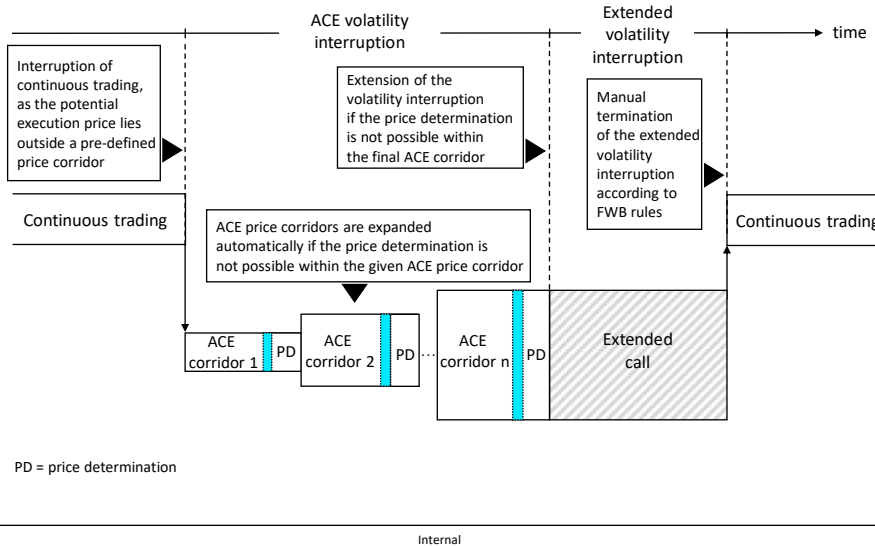 ACE volatility
interruption
Extended
volatility
interruption
time
Interruption of
continuous trading,
as the potential
execution price lies
outside a pre-defined
price corridor
Extension of the
volatility interruption
if the price determination
is not possible within
the final ACE corridor
Manual
termination
of the extended
volatility
interruption
according to
FWB rules
Continuous trading
ACE price corridors are expanded
automatically if the price determination is
not possible within the given ACE price corridor
Continuous trading
ACE
corridor 1
PD
ACE
corridor 2
PD
...
ACE
corridor n
PD
Extended
call
PD = price determination
Internal